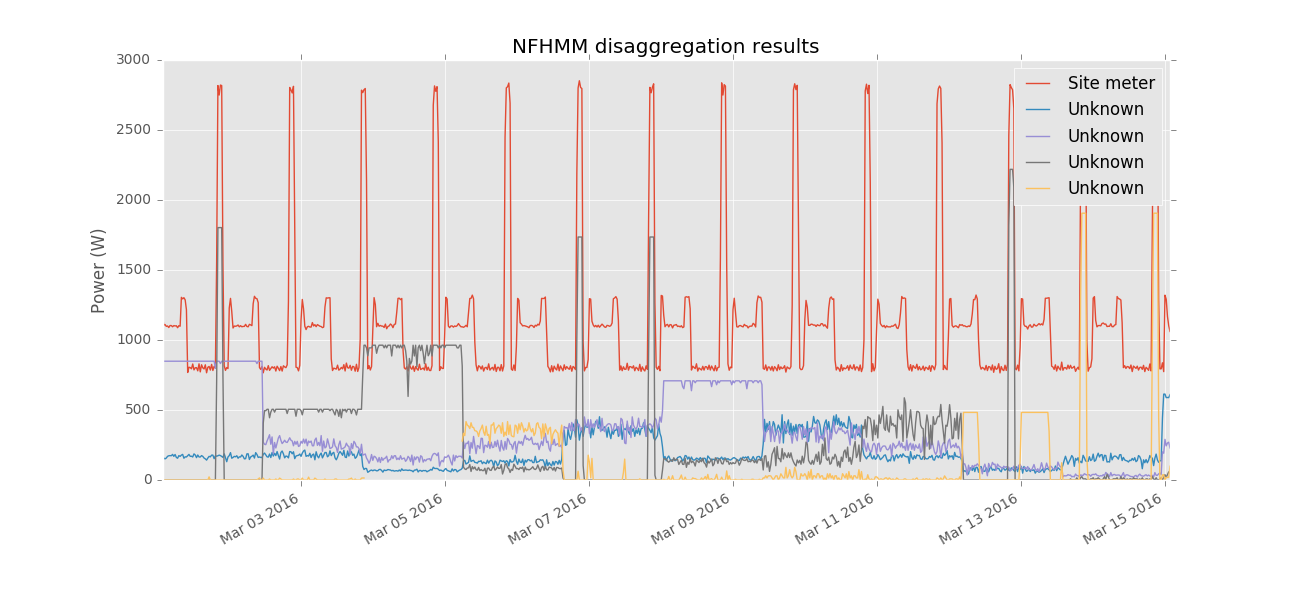 NFHMM disaggregation results
3000
2500
2000
1500
1000
500
0
Power (W)
Site meter
Unknown
Unknown
Unknown
Unknown
Mar 03 2016
Mar 05 2016
Mar 07 2016
Mar 09 2016
Mar 11 2016
Mar 13 2016
Mar 15 2016